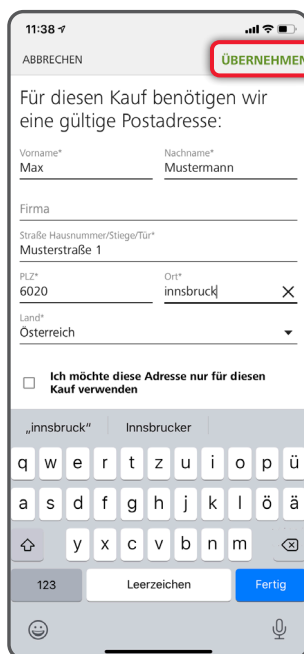 11:38
ABBRECHEN ÜBERNEHMEN
Für diesen Kauf benötigen wir
eine gültige Postadresse:
Vorname* Nachname*
Max Mustermann
Firma
Straße Hausnummer/Stiege/Tür*
Musterstraße 1
PLZ* Ort*
6020 innsbruck
Land*
Österreich
Ich möchte diese Adresse nur für diesen
Kauf verwenden
„innsbruck“ Innsbrucker
q w e r t z u i o p ü
a s d f g h j k l ö ä
y x c v b n m
123 Leerzeichen Fertig